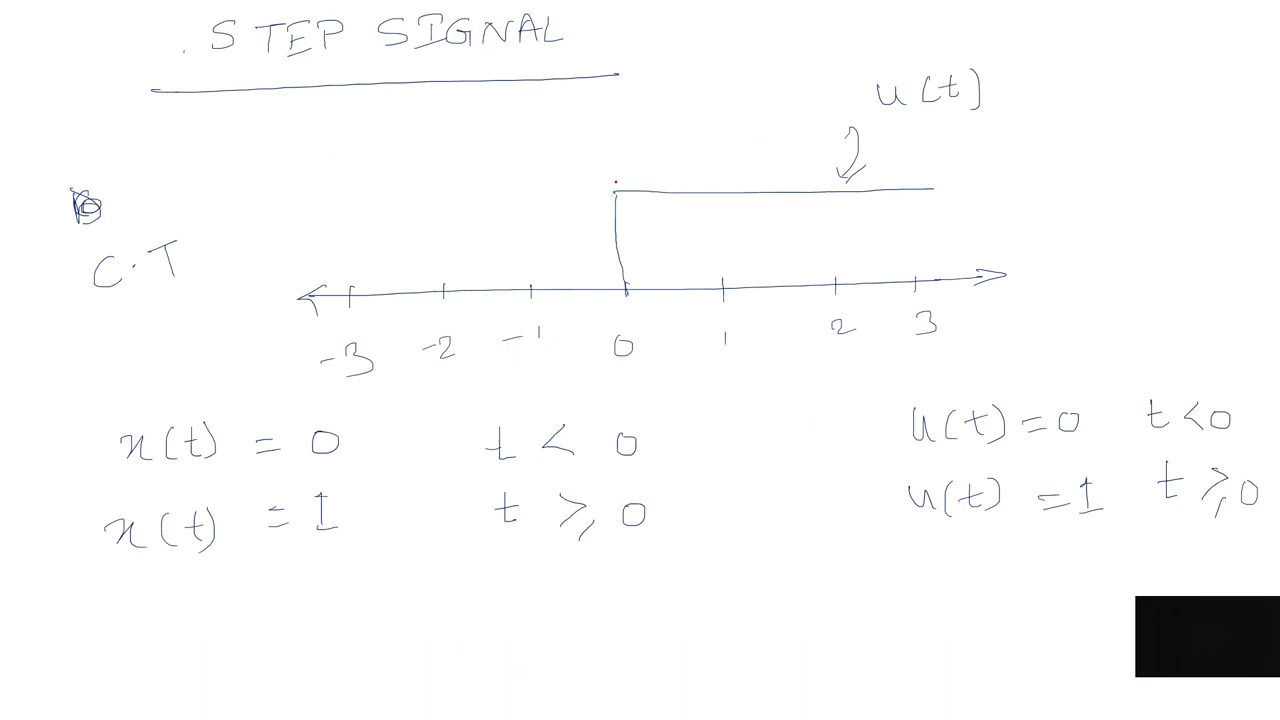 STEP SIGNAL
u(t)
C.T
-3 -2 -1 0 1 2 3
x(t) = 0 t < 0
x(t) = 1 t ≥ 0
u(t) = 0 t < 0
u(t) = 1 t ≥ 0